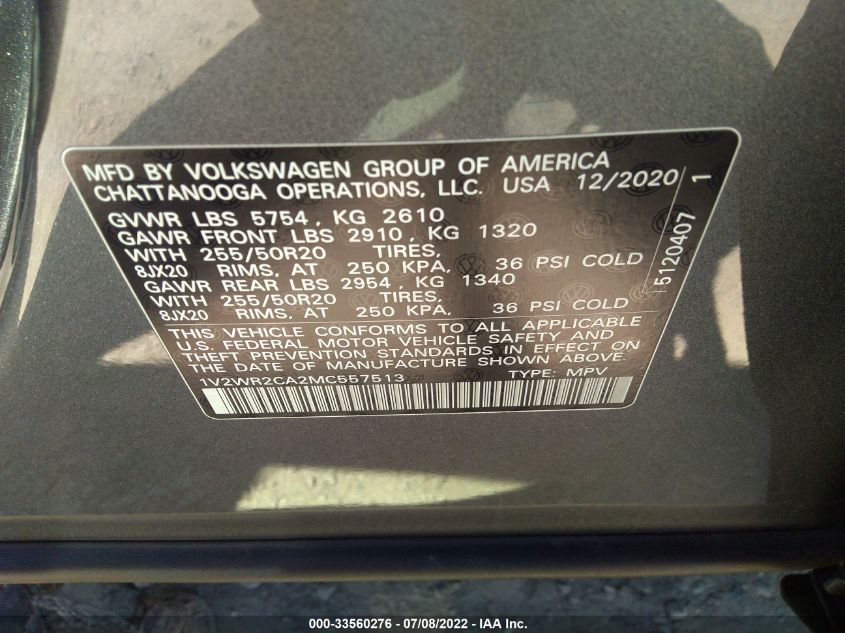 MFD BY VOLKSWAGEN GROUP OF AMERICA
CHATTANOOGA OPERATIONS, LLC. USA 12/2020
GVWR LBS 5754 , KG 2610
GAWR FRONT LBS 2910 , KG 1320
WITH 255/50R20 TIRES,
8JX20 RIMS, AT 250 KPA, 36 PSI COLD
GAWR REAR LBS 2954 , KG 1340
WITH 255/50R20 TIRES,
8JX20 RIMS, AT 250 KPA, 36 PSI COLD
THIS VEHICLE CONFORMS TO ALL APPLICABLE
U.S. FEDERAL MOTOR VEHICLE SAFETY AND
THEFT PREVENTION STANDARDS IN EFFECT ON
THE DATE OF MANUFACTURE SHOWN ABOVE.
1V2WR2CA2MC557513 TYPE: MPV
5120407 1
000-33560276 - 07/08/2022 - IAA Inc.